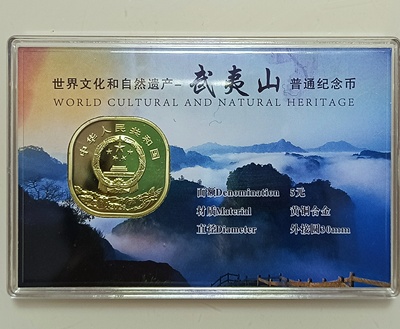 世界文化和自然遗产-武夷山 普通纪念币
WORLD CULTURAL AND NATURAL HERITAGE
中华人民共和国
面额Denomination 5元
材质Material 黄铜合金
直径Diameter 外接圆30mm